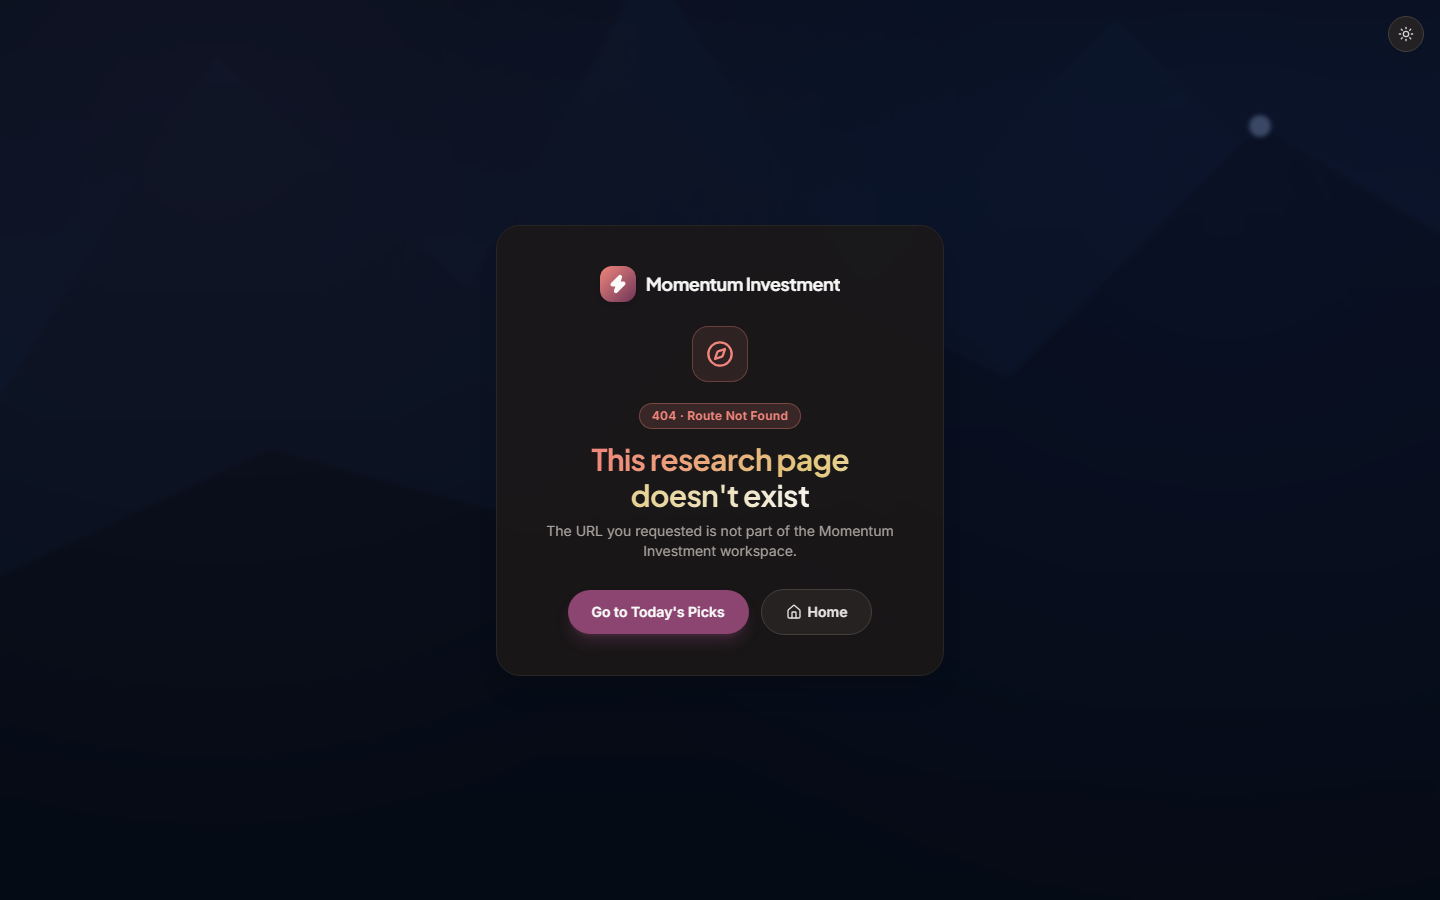 Momentum Investment
404 · Route Not Found
This research page
doesn't exist
The URL you requested is not part of the Momentum
Investment workspace.
Go to Today's Picks
Home